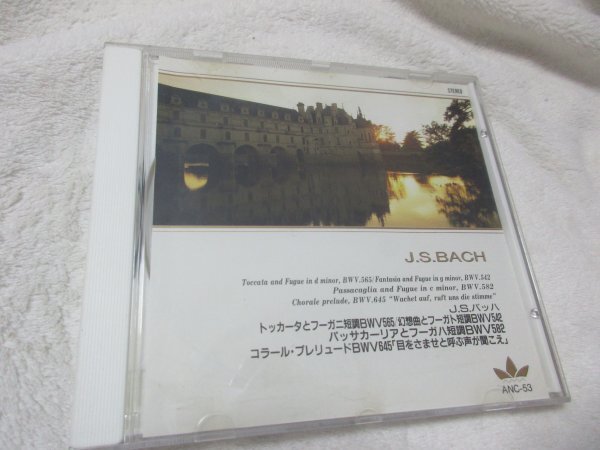 STEREO
J.S.BACH
Toccata and Fugue in d minor, BWV.565/Fantasia and Fugue in g minor, BWV.542
Passacaglia and Fugue in c minor, BWV.582
Chorale prelude, BWV.645 "Wachet auf, ruft uns die stimme"
J.S.バッハ
トッカータとフーガニ短調BWV565/幻想曲とフーガト短調BWV542
パッサカーリアとフーガハ短調BWV582
コラール・プレリュードBWV645「目をさませと呼ぶ声が聞こえ」
ANC-53